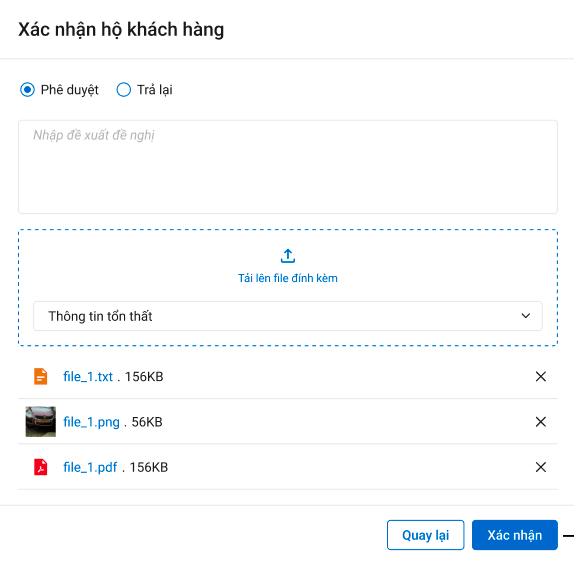 Xác nhận hộ khách hàng
Phê duyệt Trả lại
Nhập đề xuất đề nghị
Tải lên file đính kèm
Thông tin tổn thất
file_1.txt . 156KB
file_1.png . 56KB
file_1.pdf . 156KB
Quay lại Xác nhận